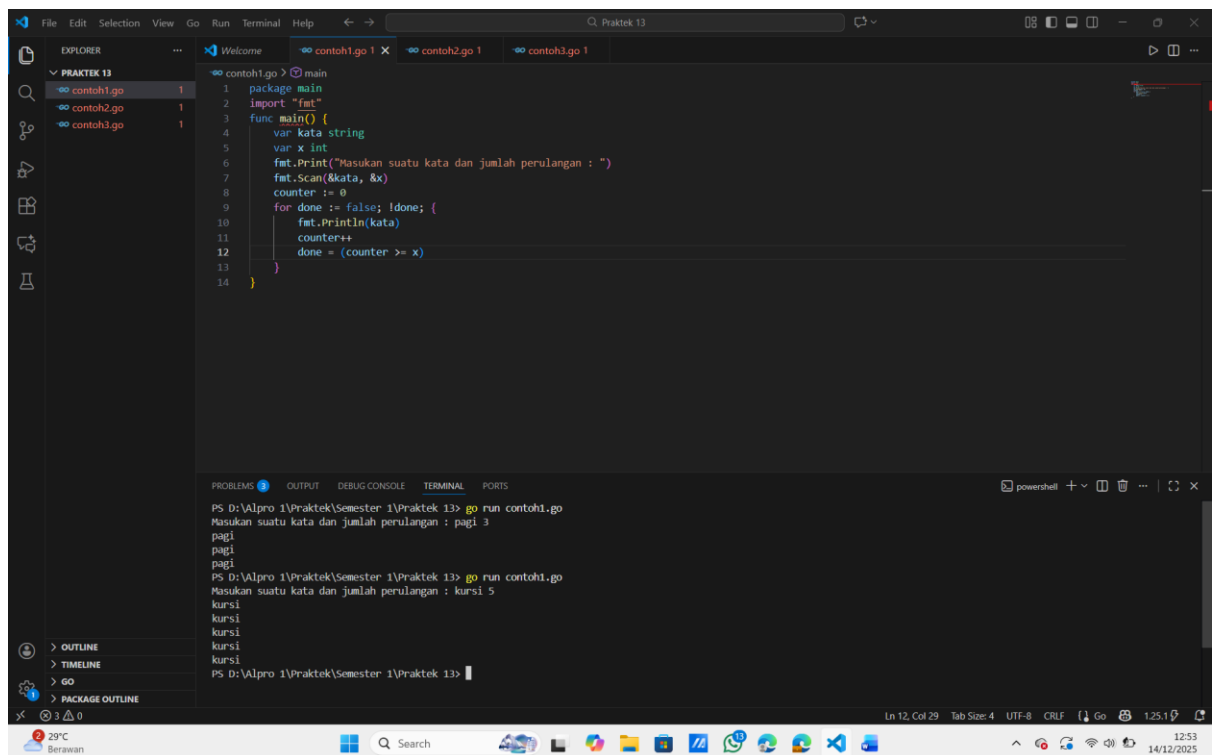 File Edit Selection View Go Run Terminal Help
Praktek 13
EXPLORER
PRAKTEK 13
contoh1.go 1
contoh2.go 1
contoh3.go 1
OUTLINE
TIMELINE
GO
PACKAGE OUTLINE
Welcome contoh1.go 1 contoh2.go 1 contoh3.go 1
contoh1.go > main
1 package main
2 import "fmt"
3 func main() {
4 var kata string
5 var x int
6 fmt.Print("Masukan suatu kata dan jumlah perulangan : ")
7 fmt.Scan(&kata, &x)
8 counter := 0
9 for done := false; !done; {
10 fmt.Println(kata)
11 counter++
12 done = (counter >= x)
13 }
14 }
PROBLEMS 3 OUTPUT DEBUG CONSOLE TERMINAL PORTS
powershell
PS D:\Alpro 1\Praktek\Semester 1\Praktek 13> go run contoh1.go
Masukan suatu kata dan jumlah perulangan : pagi 3
pagi
pagi
pagi
PS D:\Alpro 1\Praktek\Semester 1\Praktek 13> go run contoh1.go
Masukan suatu kata dan jumlah perulangan : kursi 5
kursi
kursi
kursi
kursi
kursi
PS D:\Alpro 1\Praktek\Semester 1\Praktek 13>
1
3 0
Ln 12, Col 29 Tab Size: 4 UTF-8 CRLF Go 1.25.1
2
29°C
Berawan
Search
12:53
14/12/2025